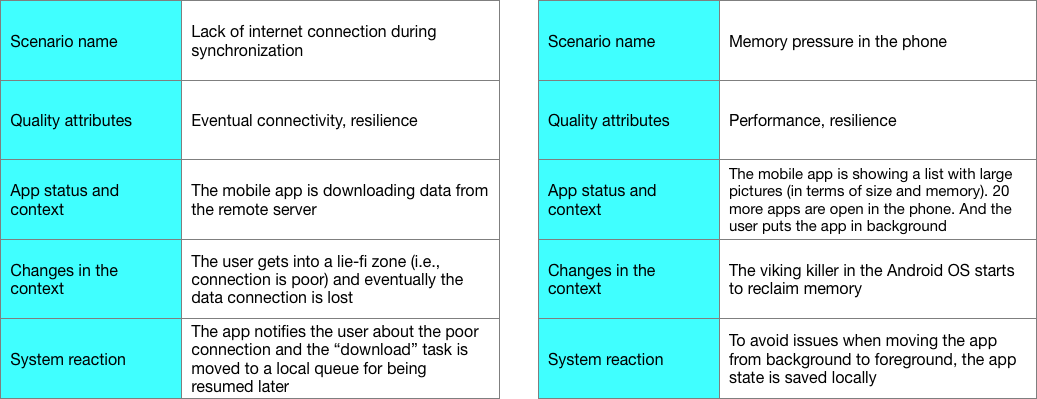 Scenario name
Lack of internet connection during
synchronization
Quality attributes
Eventual connectivity, resilience
App status and
context
The mobile app is downloading data from
the remote server
Changes in the
context
The user gets into a lie-fi zone (i.e.,
connection is poor) and eventually the
data connection is lost
System reaction
The app notifies the user about the poor
connection and the “download” task is
moved to a local queue for being
resumed later
Scenario name
Memory pressure in the phone
Quality attributes
Performance, resilience
App status and
context
The mobile app is showing a list with large
pictures (in terms of size and memory). 20
more apps are open in the phone. And the
user puts the app in background
Changes in the
context
The viking killer in the Android OS starts
to reclaim memory
System reaction
To avoid issues when moving the app
from background to foreground, the app
state is saved locally